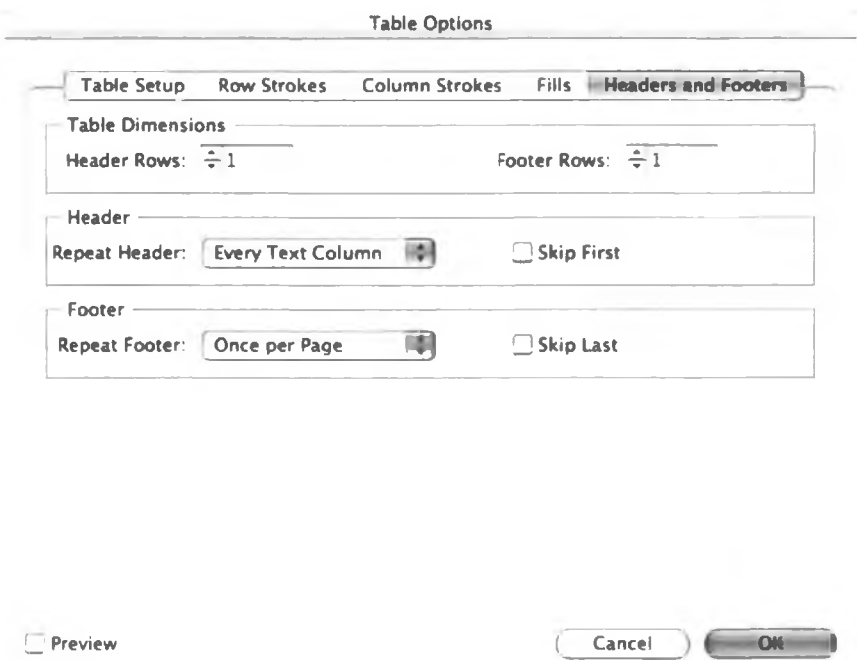 Table Options
Table Setup Row Strokes Column Strokes Fills Headers and Footers
Table Dimensions
Header Rows: 1 Footer Rows: 1
Header
Repeat Header: Every Text Column Skip First
Footer
Repeat Footer: Once per Page Skip Last
Preview Cancel OK